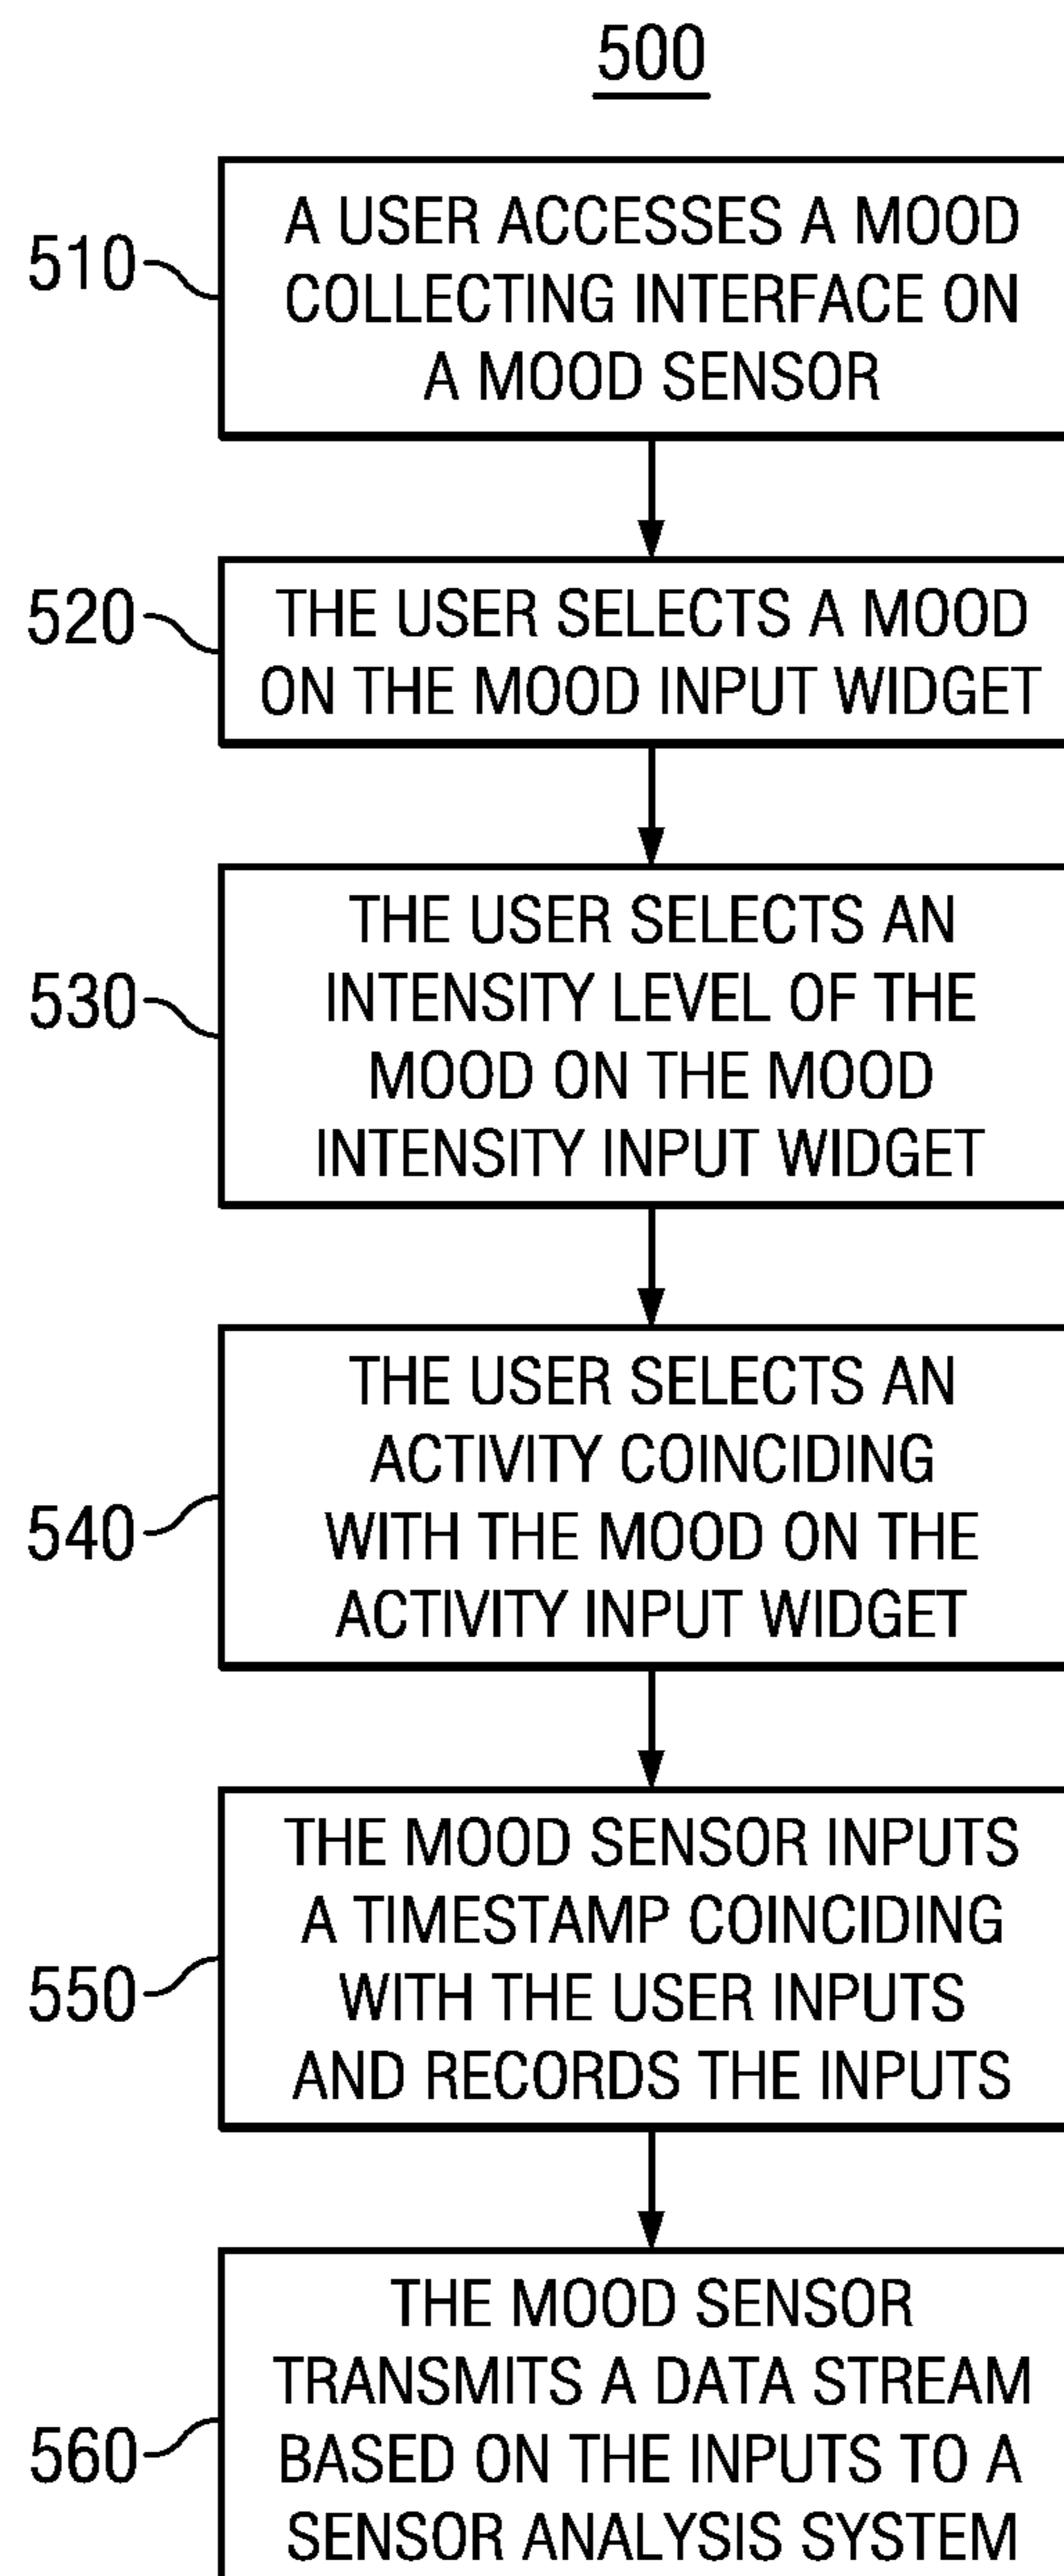 500
510
A USER ACCESSES A MOOD
COLLECTING INTERFACE ON
A MOOD SENSOR
520
THE USER SELECTS A MOOD
ON THE MOOD INPUT WIDGET
530
THE USER SELECTS AN
INTENSITY LEVEL OF THE
MOOD ON THE MOOD
INTENSITY INPUT WIDGET
540
THE USER SELECTS AN
ACTIVITY COINCIDING
WITH THE MOOD ON THE
ACTIVITY INPUT WIDGET
550
THE MOOD SENSOR INPUTS
A TIMESTAMP COINCIDING
WITH THE USER INPUTS
AND RECORDS THE INPUTS
560
THE MOOD SENSOR
TRANSMITS A DATA STREAM
BASED ON THE INPUTS TO A
SENSOR ANALYSIS SYSTEM